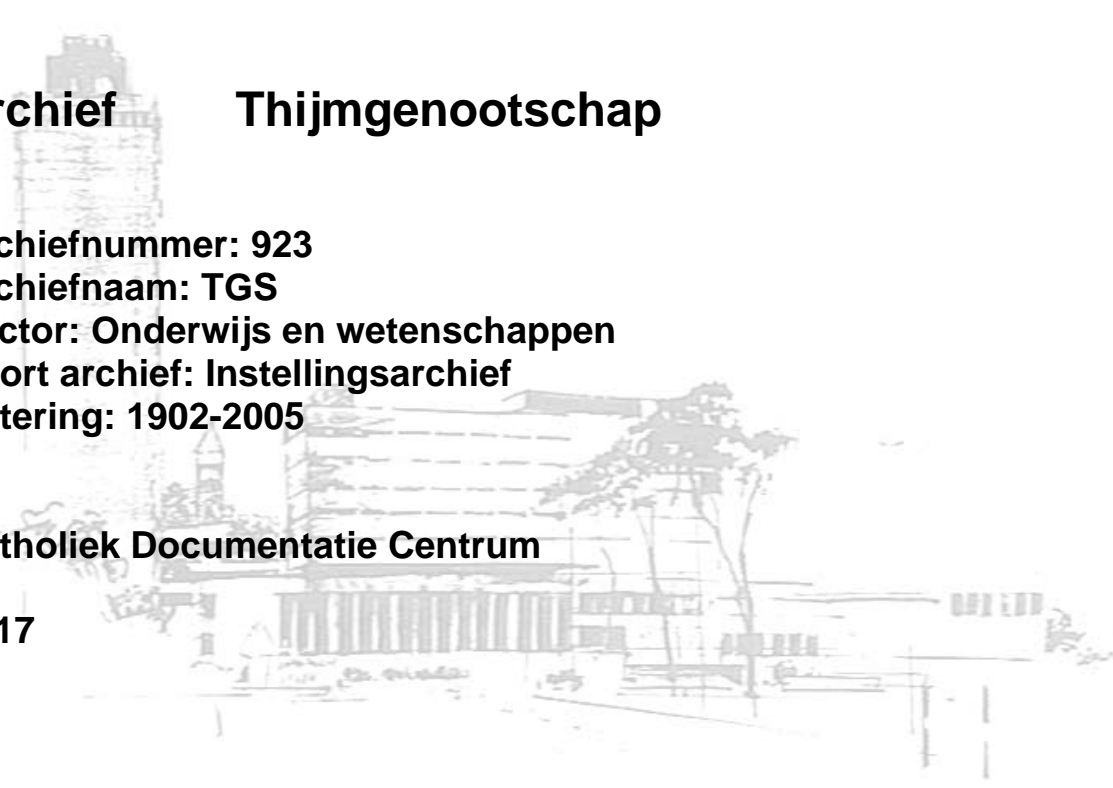 rchief Thijmgenootschap
chiefnummer: 923
chiefnaam: TGS
ctor: Onderwijs en wetenschappen
ort archief: Instellingsarchief
tering: 1902-2005
tholiek Documentatie Centrum
17